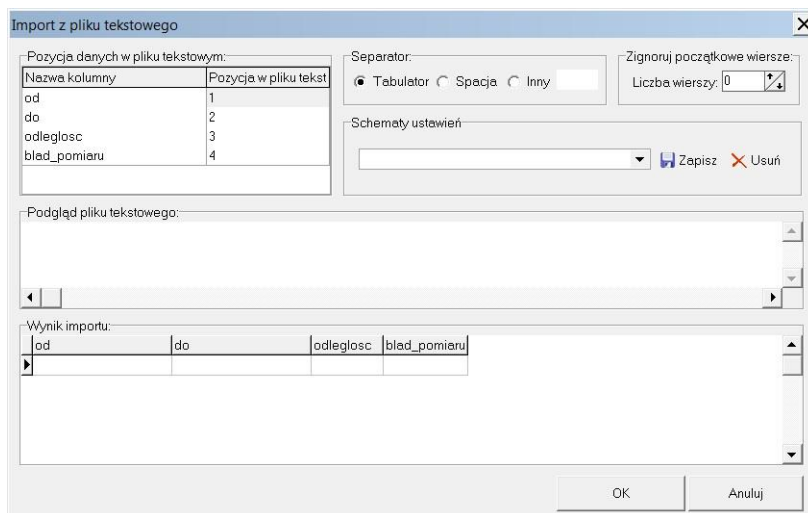 Import z pliku tekstowego
Pozycja danych w pliku tekstowym:
Nazwa kolumny Pozycja w pliku tekst
od 1
do 2
odleglosc 3
blad_pomiaru 4
Separator:
Tabulator Spacja Inny
Zignoruj początkowe wiersze:
Liczba wierszy: 0
Schematy ustawień
Zapisz Usuń
Podgląd pliku tekstowego:
Wynik importu:
od do odleglosc blad_pomiaru
OK Anuluj